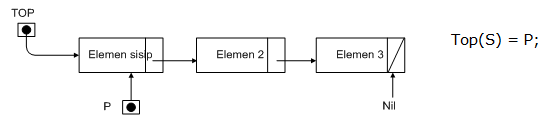 TOP
Elemen sisip
Elemen 2
Elemen 3
Top(S) = P;
P
Nil